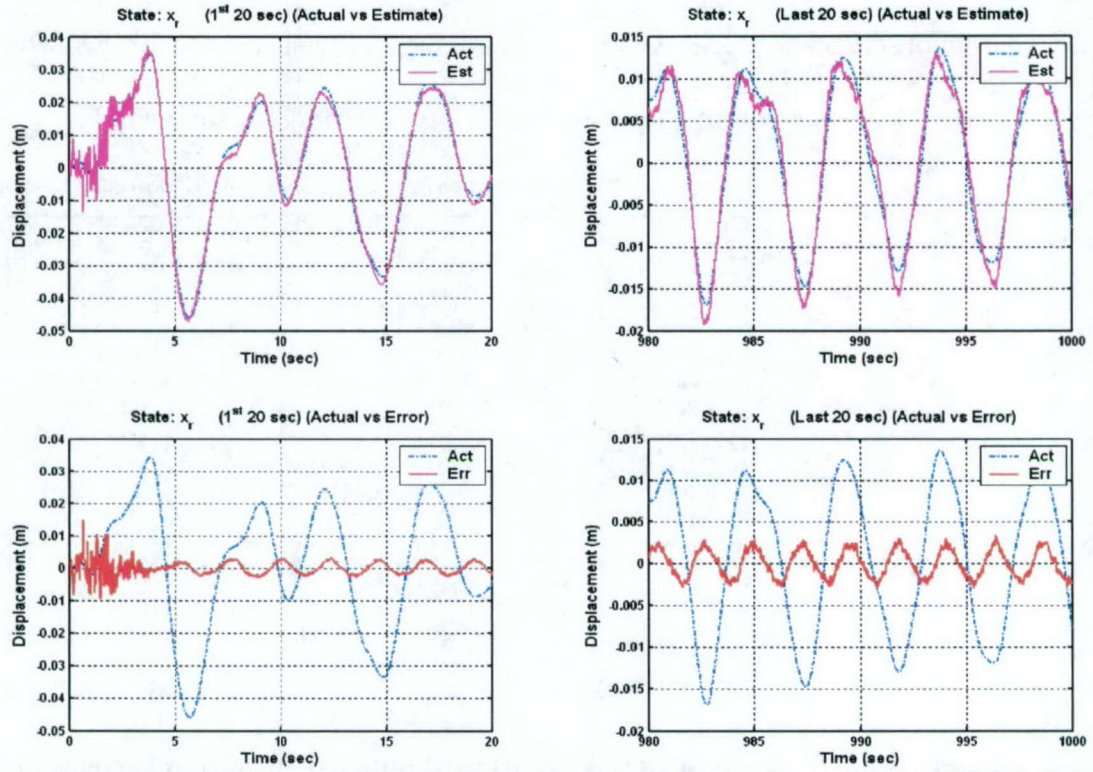 State: x_r (1st 20 sec) (Actual vs Estimate)
0.04
0.03
0.02
0.01
0
-0.01
-0.02
-0.03
-0.04
-0.05
Displacement (m)
Act
Est
0 5 10 15 20
Time (sec)
State: x_r (Last 20 sec) (Actual vs Estimate)
0.015
0.01
0.005
0
-0.005
-0.01
-0.015
-0.02
Displacement (m)
Act
Est
980 985 990 995 1000
Time (sec)
State: x_r (1st 20 sec) (Actual vs Error)
0.04
0.03
0.02
0.01
0
-0.01
-0.02
-0.03
-0.04
-0.05
Displacement (m)
Act
Err
0 5 10 15 20
Time (sec)
State: x_r (Last 20 sec) (Actual vs Error)
0.015
0.01
0.005
0
-0.005
-0.01
-0.015
-0.02
Displacement (m)
Act
Err
980 985 990 995 1000
Time (sec)